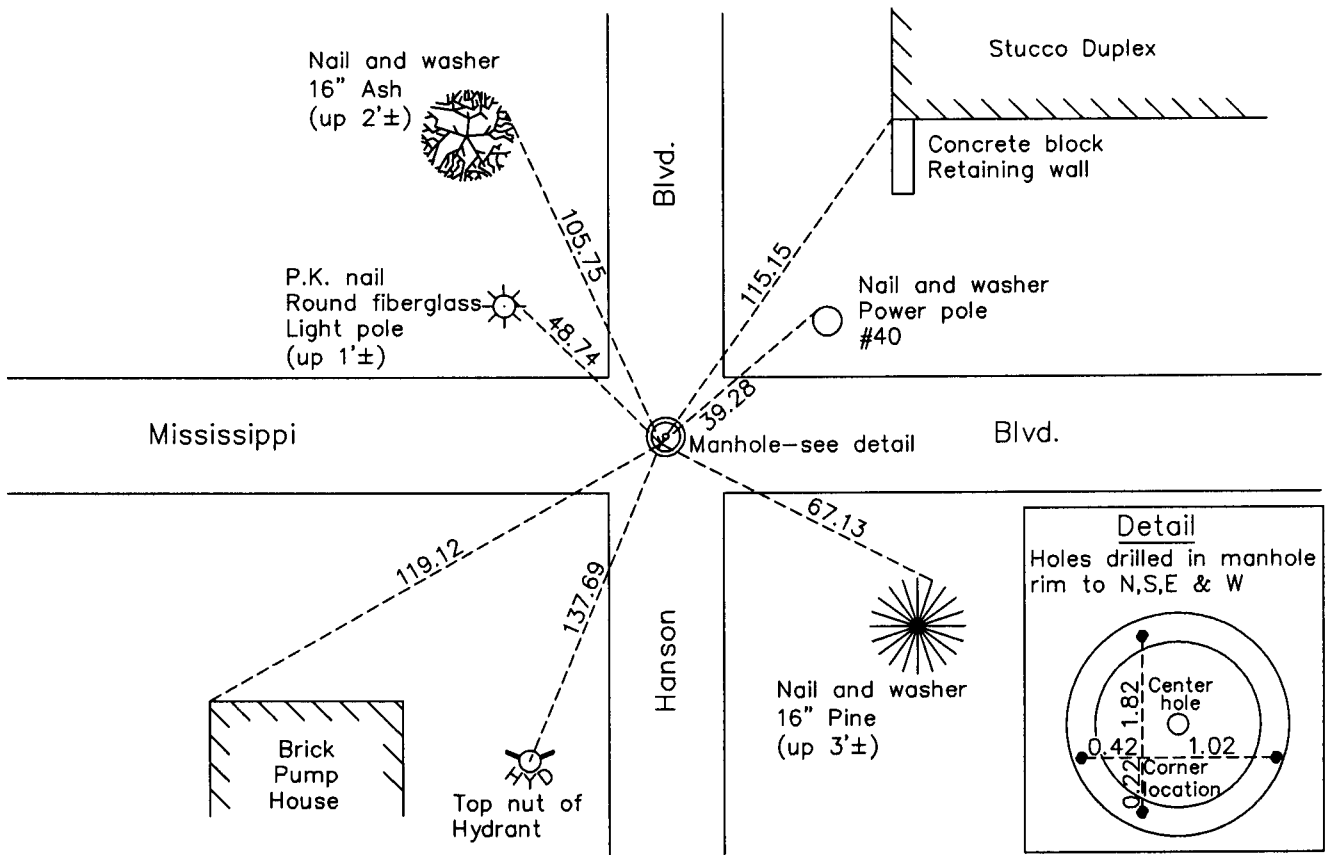 Nail and washer
16" Ash
(up 2'±)
Stucco Duplex
Concrete block
Retaining wall
Blvd.
105.75
115.15
P.K. nail
Round fiberglass
Light pole
(up 1'±)
48.74
Nail and washer
Power pole
#40
39.28
Mississippi
Manhole-see detail
Blvd.
67.13
119.12
137.69
Hanson
Brick
Pump
House
HYD
Top nut of
Hydrant
Nail and washer
16" Pine
(up 3'±)
Detail
Holes drilled in manhole
rim to N,S,E & W
Center
hole
1.82
0.42
1.02
0.22
Corner
location